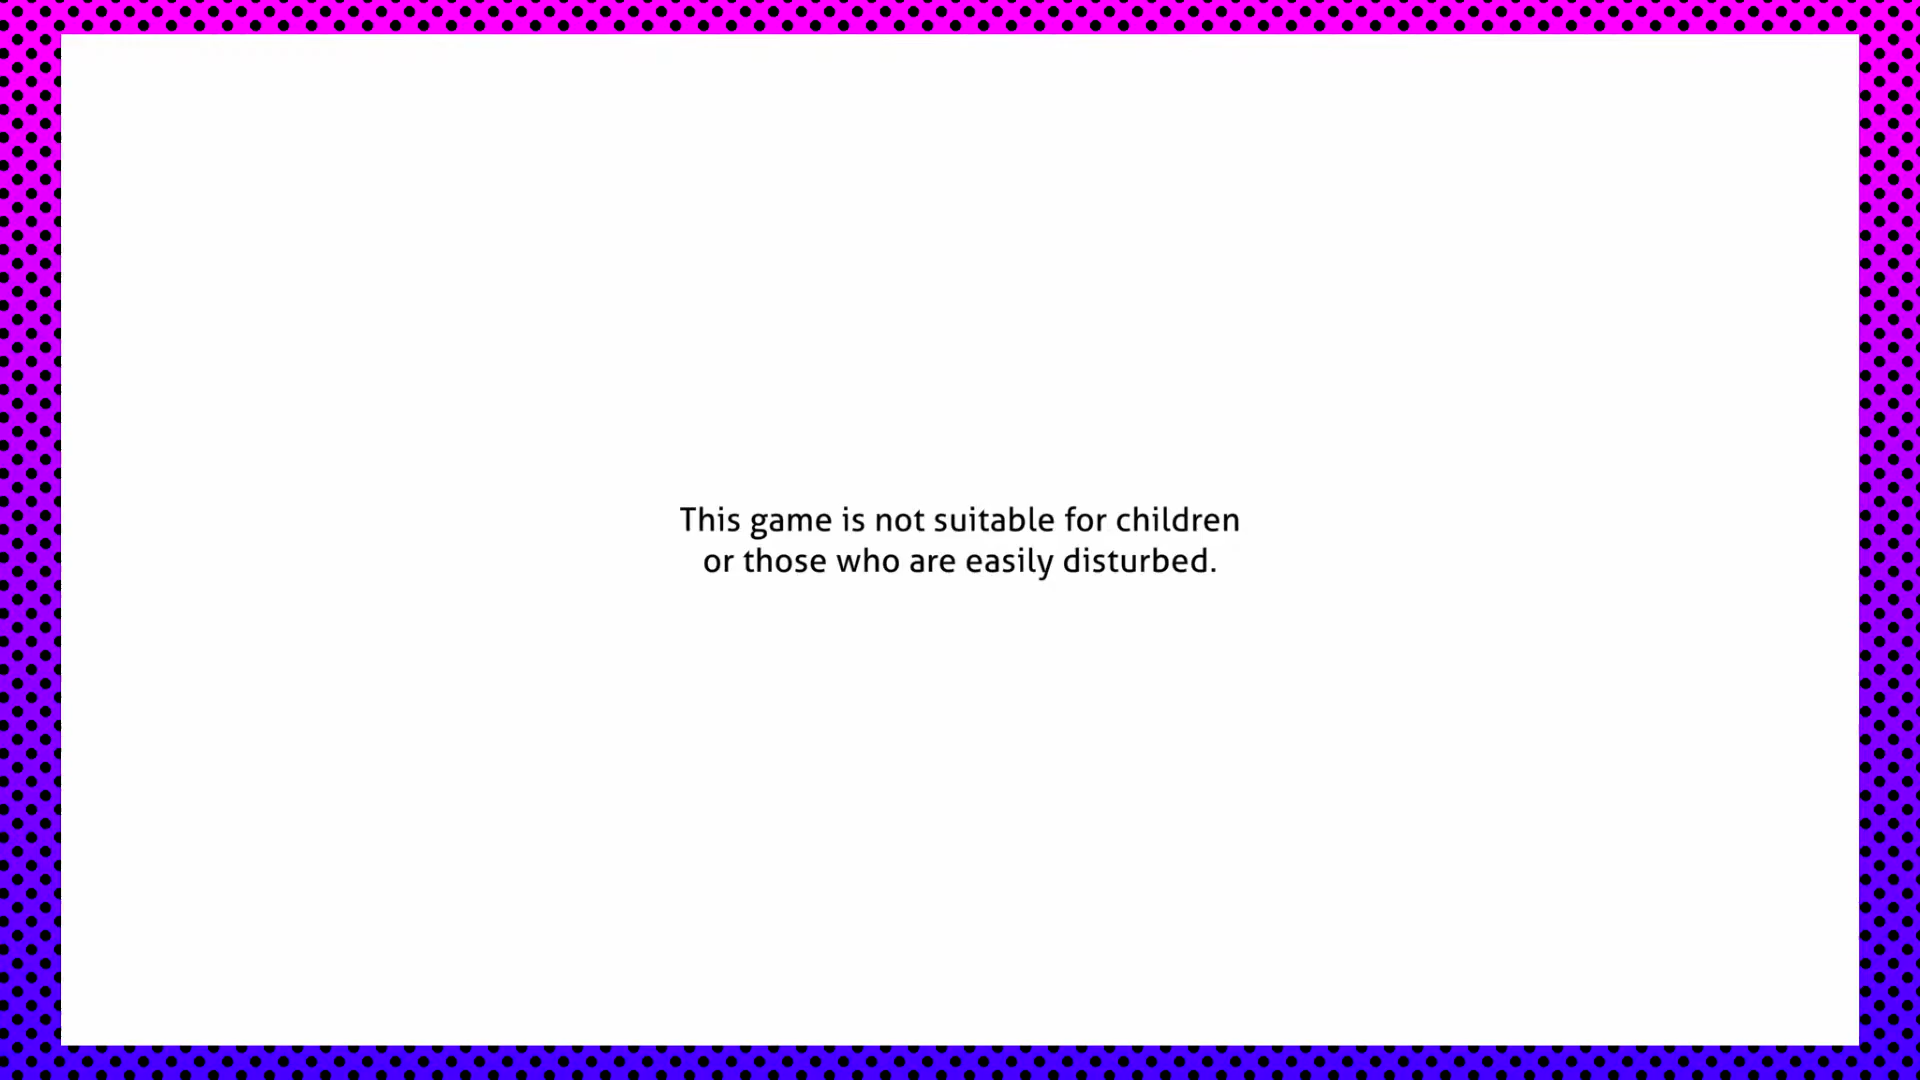 This game is not suitable for children
or those who are easily disturbed.